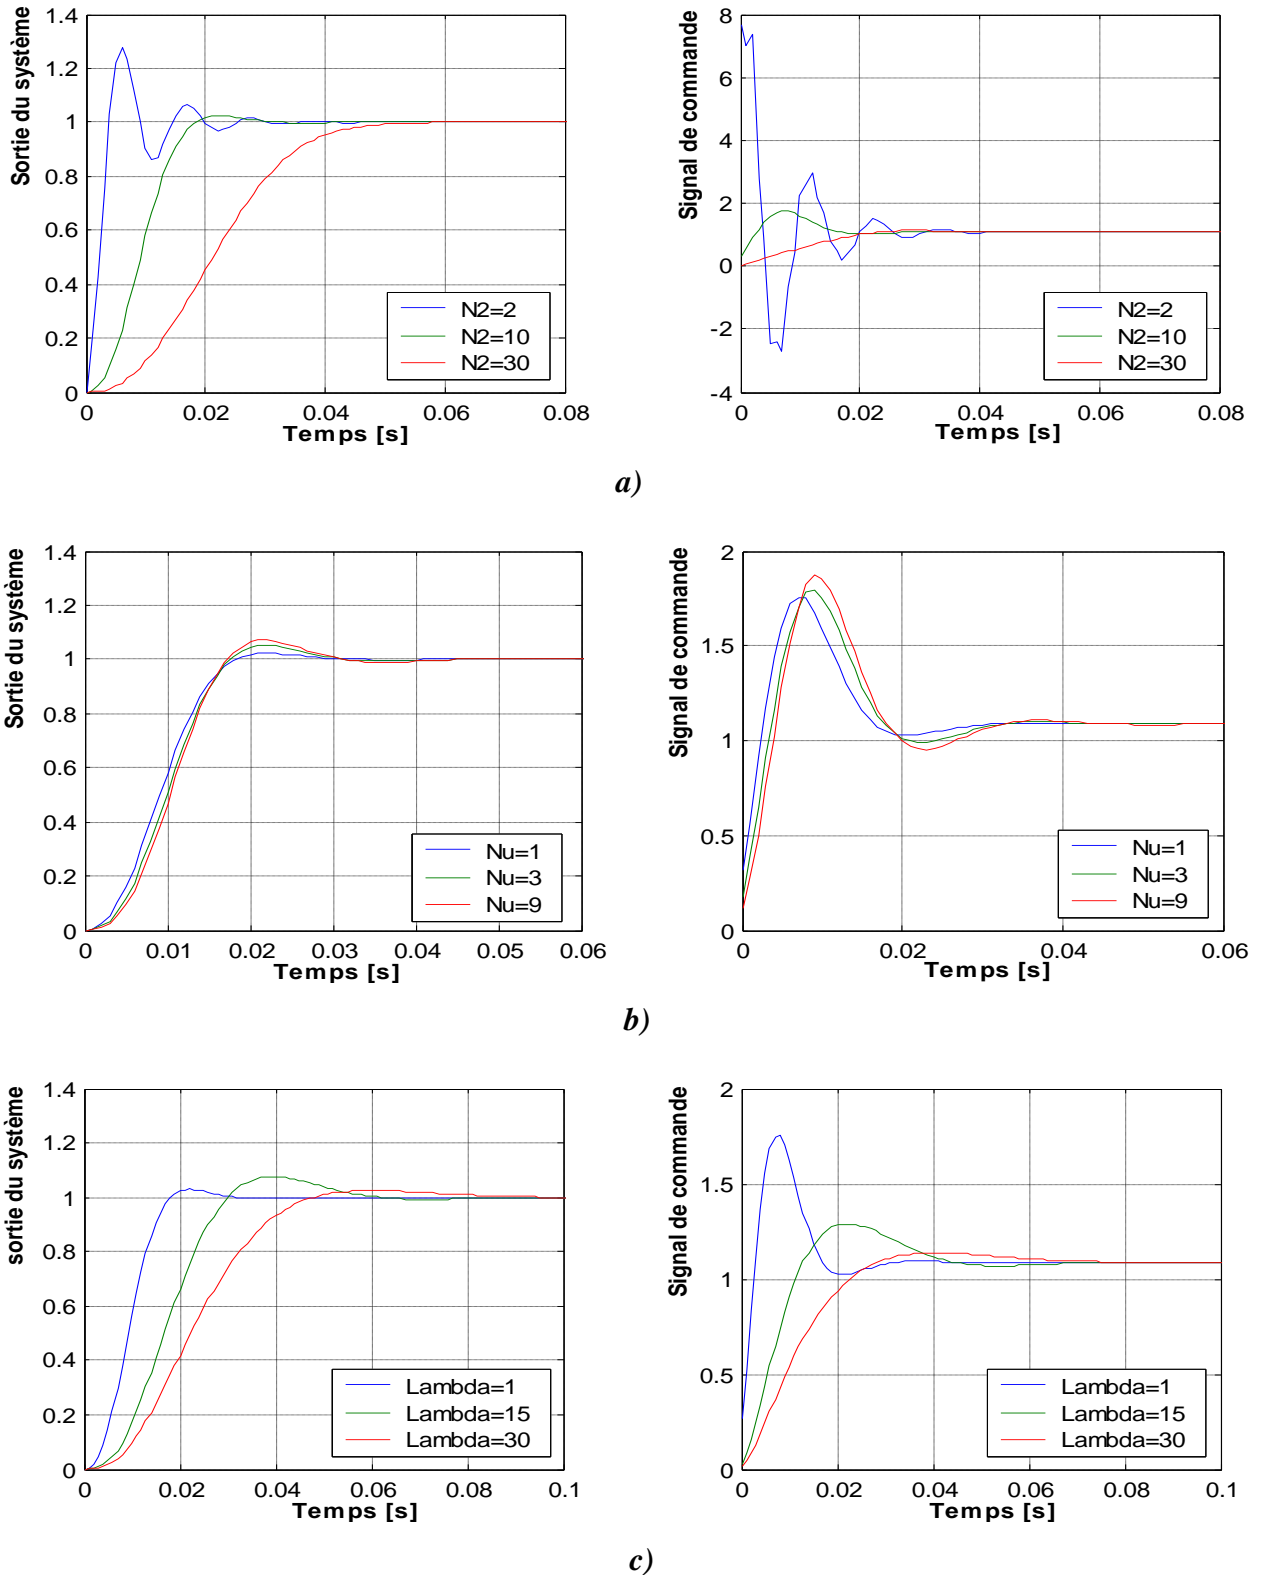 Sortie du système
1.4
1.2
1
0.8
0.6
0.4
0.2
0
0
0.02
0.04
0.06
0.08
Temps [s]
N2=2
N2=10
N2=30
Signal de commande
8
6
4
2
0
-2
-4
0
0.02
0.04
0.06
0.08
Temps [s]
N2=2
N2=10
N2=30
a)
Sortie du système
1.4
1.2
1
0.8
0.6
0.4
0.2
0
0
0.01
0.02
0.03
0.04
0.05
0.06
Temps [s]
Nu=1
Nu=3
Nu=9
Signal de commande
2
1.5
1
0.5
0
0
0.02
0.04
0.06
Temps [s]
Nu=1
Nu=3
Nu=9
b)
sortie du système
1.4
1.2
1
0.8
0.6
0.4
0.2
0
0
0.02
0.04
0.06
0.08
0.1
Temps [s]
Lambda=1
Lambda=15
Lambda=30
Signal de commande
2
1.5
1
0.5
0
0
0.02
0.04
0.06
0.08
0.1
Temps [s]
Lambda=1
Lambda=15
Lambda=30
c)